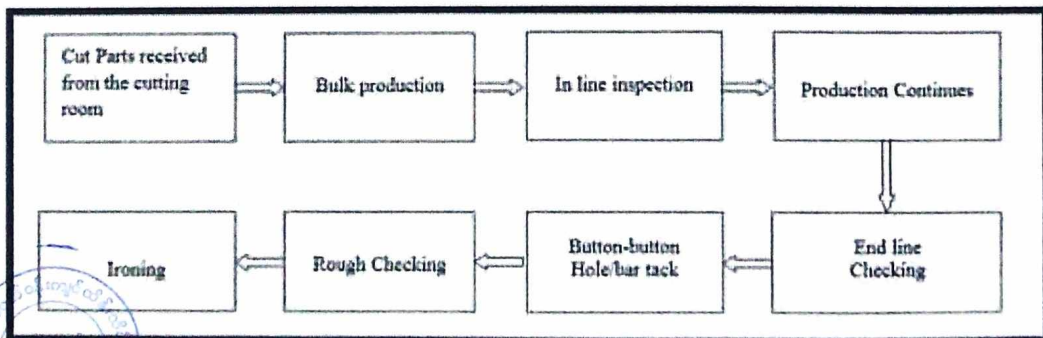 Cut Parts received
from the cutting
room
Bulk production
In line inspection
Production Continues
End line
Checking
Button-button
Hole/bar tack
Rough Checking
Ironing